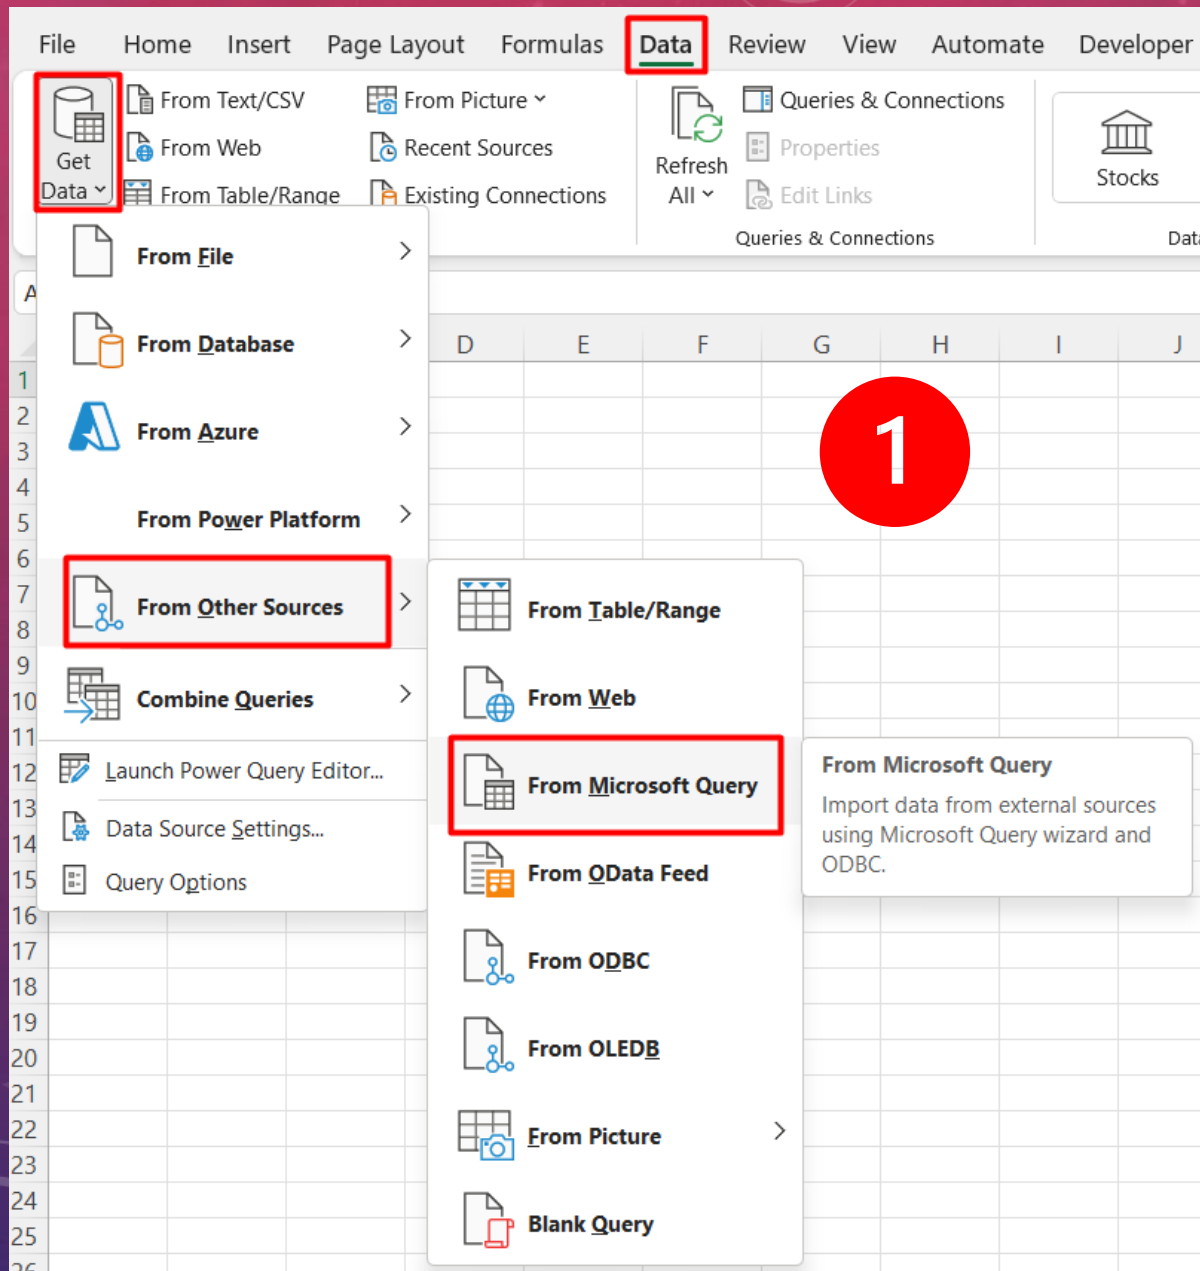 File Home Insert Page Layout Formulas Data Review View Automate Developer
Get
Data
From Text/CSV
From Web
From Table/Range
From Picture
Recent Sources
Existing Connections
Refresh
All
Queries & Connections
Properties
Edit Links
Queries & Connections
Stocks
From File
From Database
From Azure
From Power Platform
From Other Sources
Combine Queries
Launch Power Query Editor...
Data Source Settings...
Query Options
From Table/Range
From Web
From Microsoft Query
From OData Feed
From ODBC
From OLEDB
From Picture
Blank Query
From Microsoft Query
Import data from external sources
using Microsoft Query wizard and
ODBC.
D E F G H I J
1
1
2
3
4
5
6
7
8
9
10
11
12
13
14
15
16
17
18
19
20
21
22
23
24
25